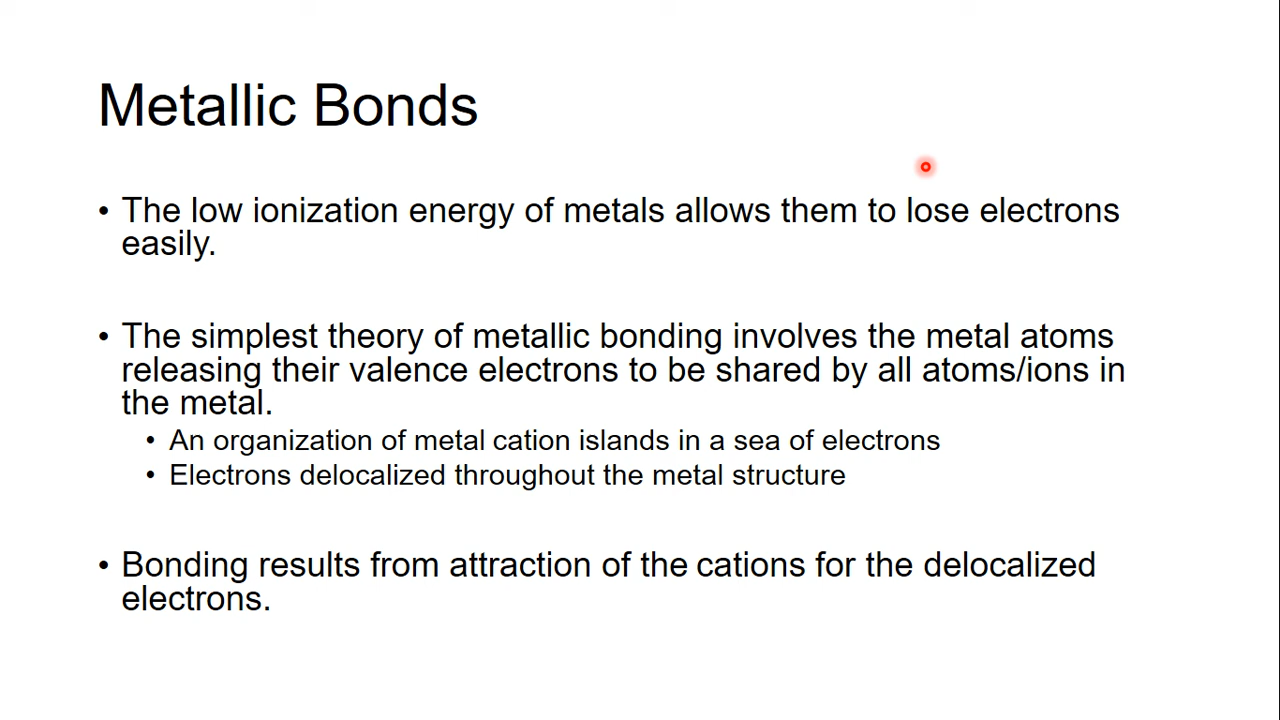 Metallic Bonds
• The low ionization energy of metals allows them to lose electrons
easily.
• The simplest theory of metallic bonding involves the metal atoms
releasing their valence electrons to be shared by all atoms/ions in
the metal.
• An organization of metal cation islands in a sea of electrons
• Electrons delocalized throughout the metal structure
• Bonding results from attraction of the cations for the delocalized
electrons.